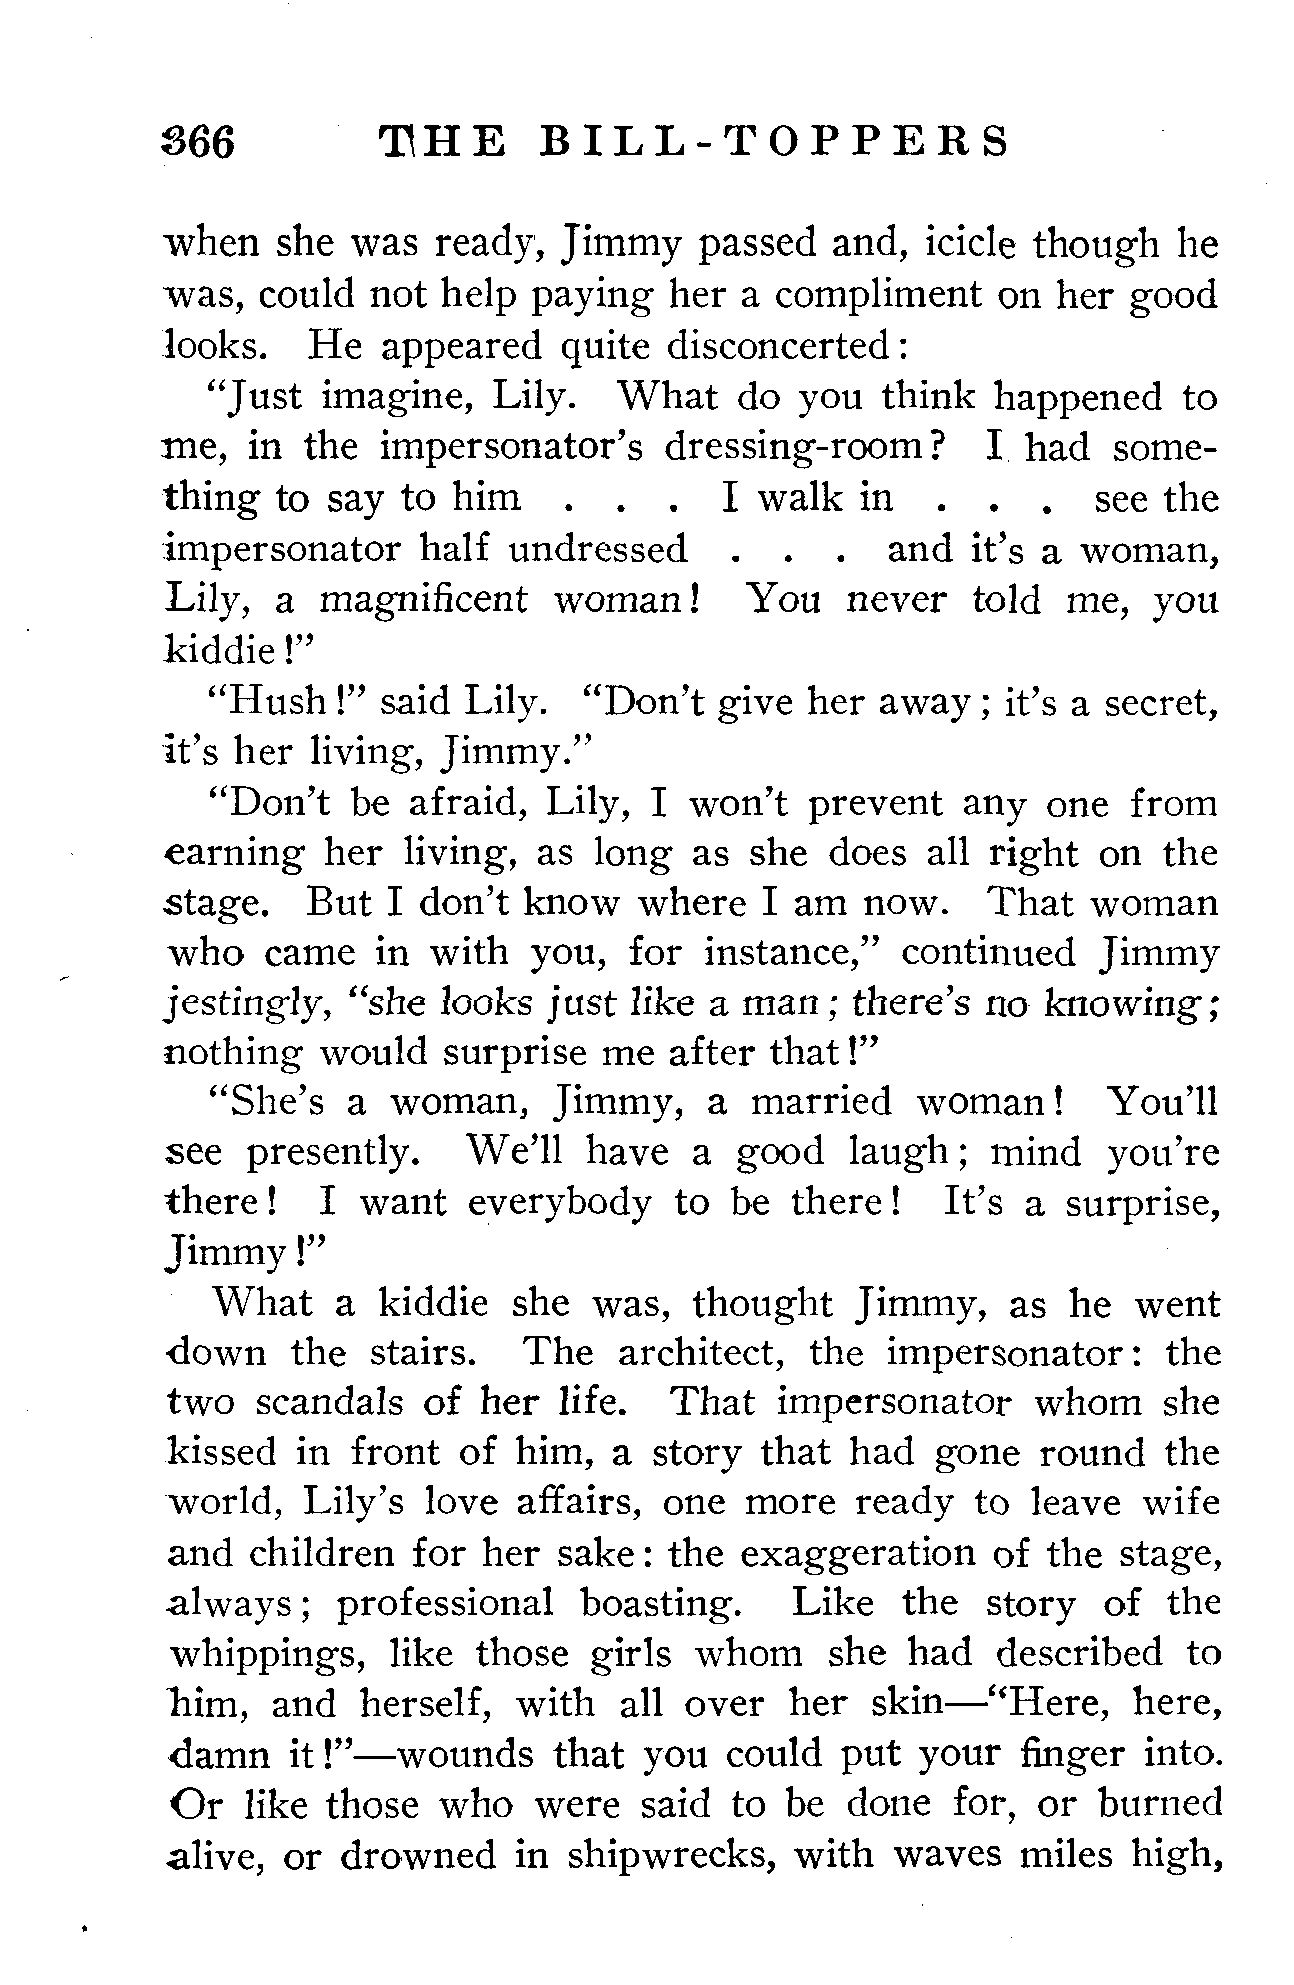 366 THE BILL-TOPPERS
when she was ready, Jimmy passed and, icicle though he
was, could not help paying her a compliment on her good
looks. He appeared quite disconcerted:
"Just imagine, Lily. What do you think happened to
me, in the impersonator's dressing-room? I had some-
thing to say to him . . . I walk in . . . see the
impersonator half undressed . . . and it's a woman,
Lily, a magnificent woman! You never told me, you
kiddie!"
"Hush!" said Lily. "Don't give her away; it's a secret,
it's her living, Jimmy."
"Don't be afraid, Lily, I won't prevent any one from
earning her living, as long as she does all right on the
stage. But I don't know where I am now. That woman
who came in with you, for instance," continued Jimmy
jestingly, "she looks just like a man; there's no knowing;
nothing would surprise me after that!"
"She's a woman, Jimmy, a married woman! You'll
see presently. We'll have a good laugh; mind you're
there! I want everybody to be there! It's a surprise,
Jimmy!"
What a kiddie she was, thought Jimmy, as he went
down the stairs. The architect, the impersonator: the
two scandals of her life. That impersonator whom she
kissed in front of him, a story that had gone round the
world, Lily's love affairs, one more ready to leave wife
and children for her sake: the exaggeration of the stage,
always; professional boasting. Like the story of the
whippings, like those girls whom she had described to
him, and herself, with all over her skin—"Here, here,
damn it!"—wounds that you could put your finger into.
Or like those who were said to be done for, or burned
alive, or drowned in shipwrecks, with waves miles high,